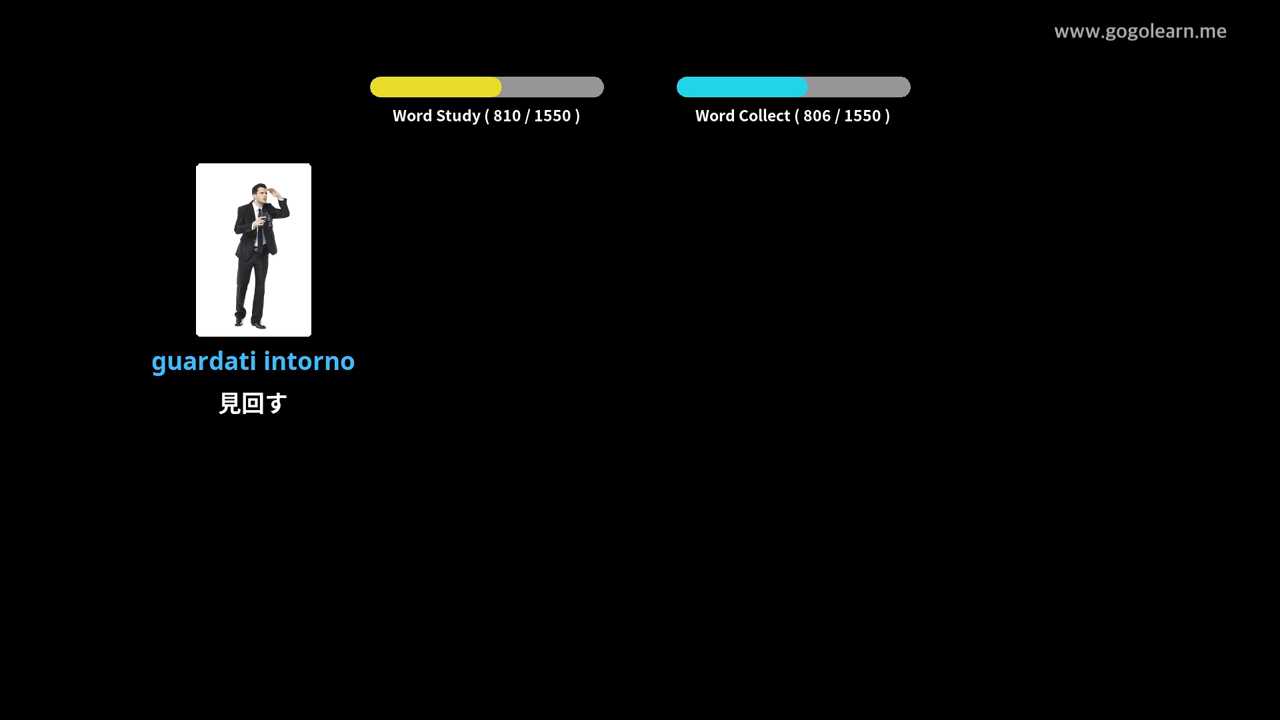 www.gogolearn.me
Word Study ( 810 / 1550 )
Word Collect ( 806 / 1550 )
guardati intorno
見回す